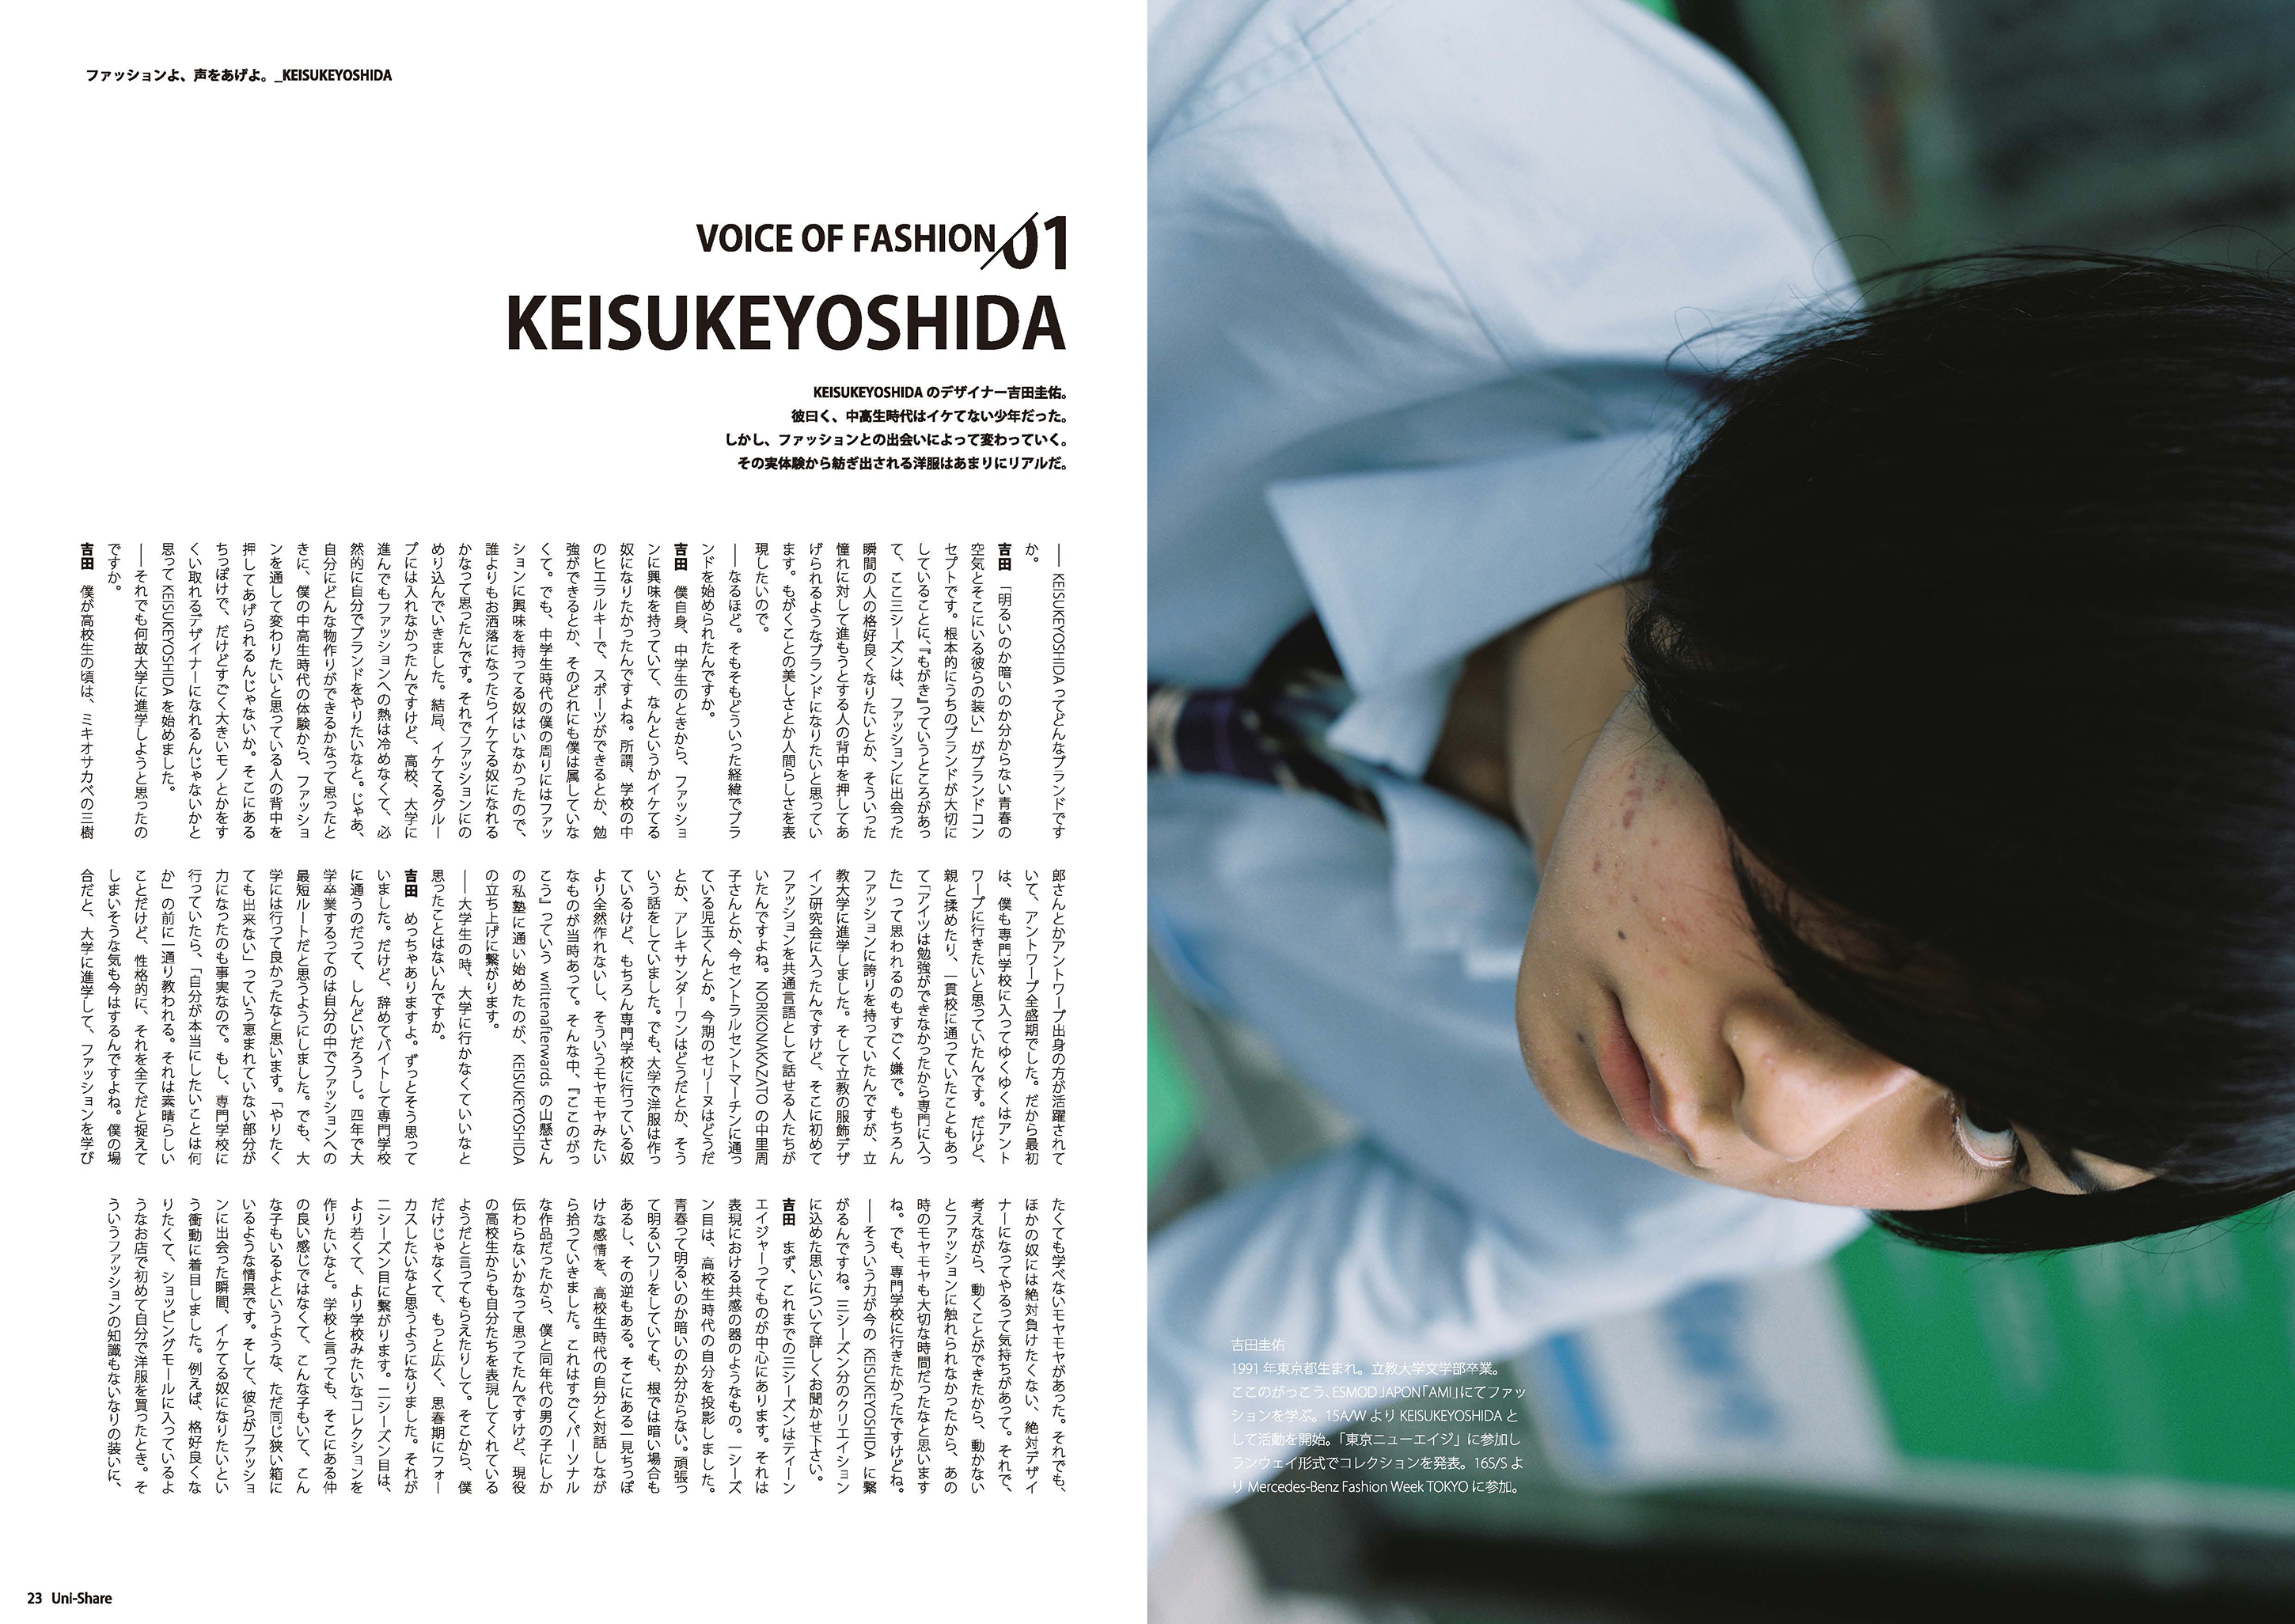 ファッションよ、声をあげよ。_KEISUKEYOSHIDA
VOICE OF FASHION 01
KEISUKEYOSHIDA
KEISUKEYOSHIDA のデザイナー吉田圭佑。
彼曰く、中高生時代はイケてない少年だった。
しかし、ファッションとの出会いによって変わっていく。
その実体験から紡ぎ出される洋服はあまりにリアルだ。
―― KEISUKEYOSHIDA ってどんなブランドです
か。
吉田　「明るいのか暗いのか分からない青春の
空気とそこにいる彼らの装い」がブランドコン
セプトです。根本的にうちのブランドが大切に
していることに、『もがき』っていうところがあっ
て、ここ三シーズンは、ファッションに出会った
瞬間の人の格好良くなりたいとか、そういった
憧れに対して進もうとする人の背中を押してあ
げられるようなブランドになりたいと思ってい
ます。もがくことの美しさとか人間らしさを表
現したいので。
――なるほど。そもそもどういった経緯でブラ
ンドを始められたんですか。
吉田　僕自身、中学生のときから、ファッショ
ンに興味を持っていて、なんというかイケてる
奴になりたかったんですよね。所謂、学校の中
のヒエラルキーで、スポーツができるとか、勉
強ができるとか、そのどれにも僕は属していな
くて。でも、中学生時代の僕の周りにはファッ
ションに興味を持ってる奴はいなかったので、
誰よりもお洒落になったらイケてる奴になれる
かなって思ったんです。それでファッションにの
めり込んでいきました。結局、イケてるグルー
プには入れなかったんですけど、高校、大学に
進んでもファッションへの熱は冷めなくて、必
然的に自分でブランドをやりたいなと。じゃあ、
自分にどんな物作りができるかなって思ったと
きに、僕の中高生時代の体験から、ファッショ
ンを通して変わりたいと思っている人の背中を
押してあげられるんじゃないか。そこにある
ちっぽけで、だけどすごく大きいモノとかをす
くい取れるデザイナーになれるんじゃないかと
思って KEISUKEYOSHIDA を始めました。
――それでも何故大学に進学しようと思ったの
ですか。
吉田　僕が高校生の頃は、ミキオサカベの三樹
郎さんとかアントワープ出身の方が活躍されて
いて、アントワープ全盛期でした。だから最初
は、僕も専門学校に入ってゆくゆくはアント
ワープに行きたいと思っていたんです。だけど、
親と揉めたり、一貫校に通っていたこともあっ
て「アイツは勉強ができなかったから専門に入っ
た」って思われるのもすごく嫌で。もちろん
ファッションに誇りを持っていたんですが、立
教大学に進学しました。そして立教の服飾デザ
イン研究会に入ったんですけど、そこに初めて
ファッションを共通言語として話せる人たちが
いたんですよね。NORIKONAKAZATO の中里周
子さんとか、今セントラルセントマーチンに通っ
ている児玉くんとか。今期のセリーヌはどうだ
とか、アレキサンダーワンはどうだとか、そう
いう話をしていました。でも、大学で洋服は作っ
ているけど、もちろん専門学校に行っている奴
より全然作れないし、そういうモヤモヤみたい
なものが当時あって。そんな中、『ここのがっ
こう』っていう writtenafterwards の山縣さん
の私塾に通い始めたのが、KEISUKEYOSHIDA
の立ち上げに繋がります。
――大学生の時、大学に行かなくていいなと
思ったことはないんですか。
吉田　めっちゃありますよ。ずっとそう思って
いました。だけど、辞めてバイトして専門学校
に通うのだって、しんどいだろうし。四年で大
学卒業するってのは自分の中でファッションへの
最短ルートだと思うようにしました。でも、大
学には行って良かったなと思います。「やりたく
ても出来ない」っていう恵まれていない部分が
力になったのも事実なので。もし、専門学校に
行っていたら、「自分が本当にしたいことは何
か」の前に一通り教われる。それは素晴らしい
ことだけど、性格的に、それを全てだと捉えて
しまいそうな気も今はするんですよね。僕の場
合だと、大学に進学して、ファッションを学び
たくても学べないモヤモヤがあった。それでも、
ほかの奴には絶対負けたくない、絶対デザイ
ナーになってやるって気持ちがあって。それで、
考えながら、動くことができたから、動かない
とファッションに触れられなかったから、あの
時のモヤモヤも大切な時間だったなと思います
ね。でも、専門学校に行きたかったですけどね。
――そういう力が今の KEISUKEYOSHIDA に繋
がるんですね。三シーズン分のクリエイション
に込めた思いについて詳しくお聞かせ下さい。
吉田　まず、これまでの三シーズンはティーン
エイジャーってものが中心にあります。それは
表現における共感の器のようなもの。一シーズ
ン目は、高校生時代の自分を投影しました。
青春って明るいのか暗いのか分からない。頑張っ
て明るいフリをしていても、根では暗い場合も
あるし、その逆もある。そこにある一見ちっぽ
けな感情を、高校生時代の自分と対話しなが
ら拾っていきました。これはすごくパーソナル
な作品だったから、僕と同年代の男の子にしか
伝わらないかなって思ってたんですけど、現役
の高校生からも自分たちを表現してくれている
ようだと言ってもらえたりして。そこから、僕
だけじゃなくて、もっと広く、思春期にフォー
カスしたいなと思うようになりました。それが
二シーズン目に繋がります。二シーズン目は、
より若くて、より学校みたいなコレクションを
作りたいなと。学校と言っても、そこにある仲
の良い感じではなくて、こんな子もいて、こん
な子もいるよというような、ただ同じ狭い箱に
いるような情景です。そして、彼らがファッショ
ンに出会った瞬間、イケてる奴になりたいとい
う衝動に着目しました。例えば、格好良くな
りたくて、ショッピングモールに入っているよ
うなお店で初めて自分で洋服を買ったとき。そ
ういうファッションの知識もないなりの装いに、
吉田圭佑
1991 年東京都生まれ。立教大学文学部卒業。
ここのがっこう、ESMOD JAPON「AMI」にてファッ
ションを学ぶ。15A/W より KEISUKEYOSHIDA と
して活動を開始。「東京ニューエイジ」に参加し
ランウェイ形式でコレクションを発表。16S/S よ
り Mercedes-Benz Fashion Week TOKYO に参加。
23 Uni-Share